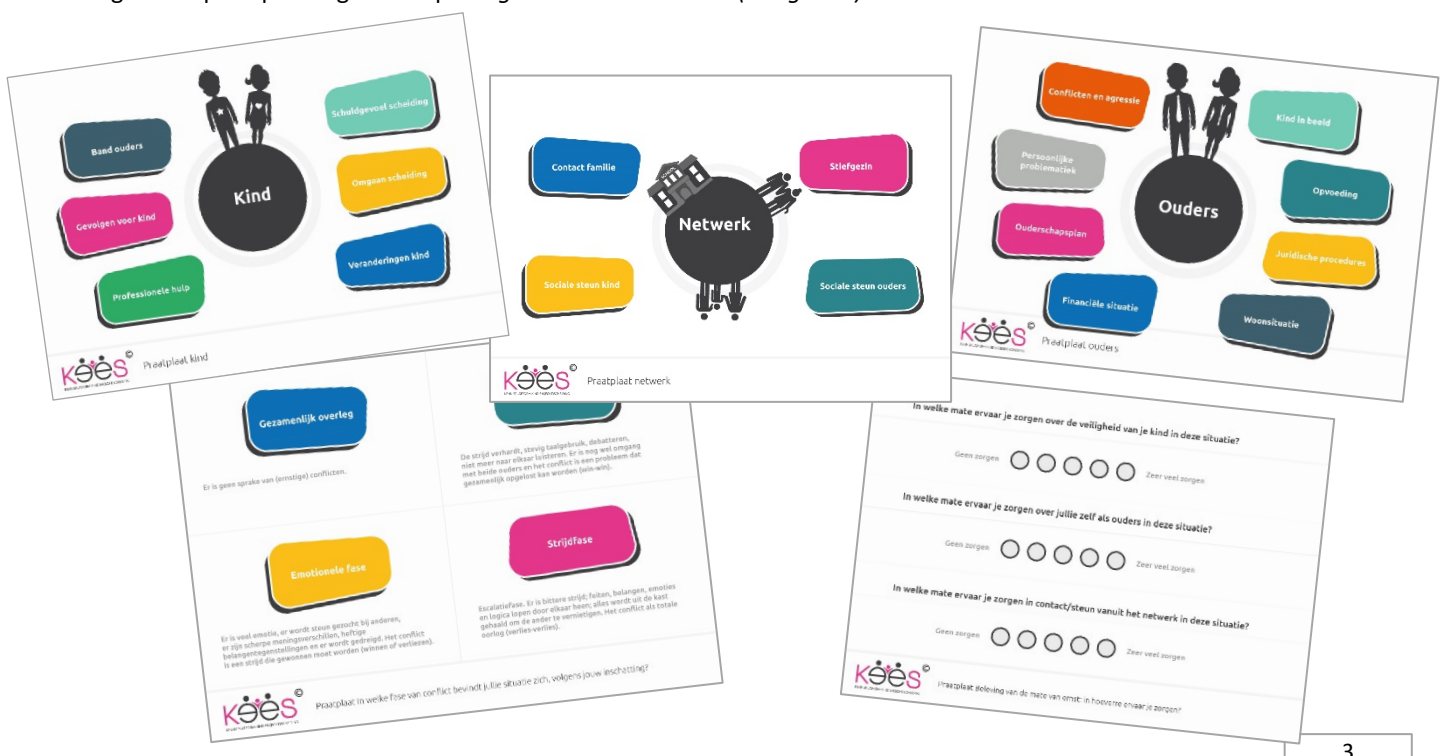 Schuldgevoel scheiding
Band ouders
Omgaan scheiding
Kind
Gevolgen voor kind
Veranderingen kind
Professionele hulp
KEES©
Praatplaat kind
Contact familie
SCHOOL
Stiefgezin
Netwerk
Sociale steun kind
Sociale steun ouders
KEES©
Praatplaat netwerk
Conflicten en agressie
Kind in beeld
Persoonlijke
problematiek
Opvoeding
Ouders
Ouderschapsplan
Juridische procedures
Financiële situatie
Woonsituatie
KEES©
Praatplaat ouders
Gezamenlijk overleg
Er is geen sprake van (ernstige) conflicten.
De strijd verhardt, stevig taalgebruik, debatteren,
niet meer naar elkaar luisteren. Er is nog wel omgang
met beide ouders en het conflict is een probleem dat
gezamenlijk opgelost kan worden (win-win).
Emotionele fase
Er is veel emotie, er wordt steun gezocht bij anderen,
er zijn scherpe meningsverschillen, heftige
belangentegenstellingen en er wordt gedreigd. Het conflict
is een strijd die gewonnen moet worden (winnen of verliezen).
Strijdfase
Escalatiefase. Er is bittere strijd; feiten, belangen, emoties
en logica lopen door elkaar heen; alles wordt uit de kast
gehaald om de ander te vernietigen. Het conflict als totale
oorlog (verlies-verlies).
KEES©
Praatplaat In welke fase van conflict bevindt jullie situatie zich, volgens jouw inschatting?
In welke mate ervaar je zorgen over de veiligheid van je kind in deze situatie?
Geen zorgen Zeer veel zorgen
In welke mate ervaar je zorgen over jullie zelf als ouders in deze situatie?
Geen zorgen Zeer veel zorgen
In welke mate ervaar je zorgen in contact/steun vanuit het netwerk in deze situatie?
Geen zorgen Zeer veel zorgen
KEES©
Praatplaat Beleving van de mate van ernst: in hoeverre ervaar je zorgen?
3